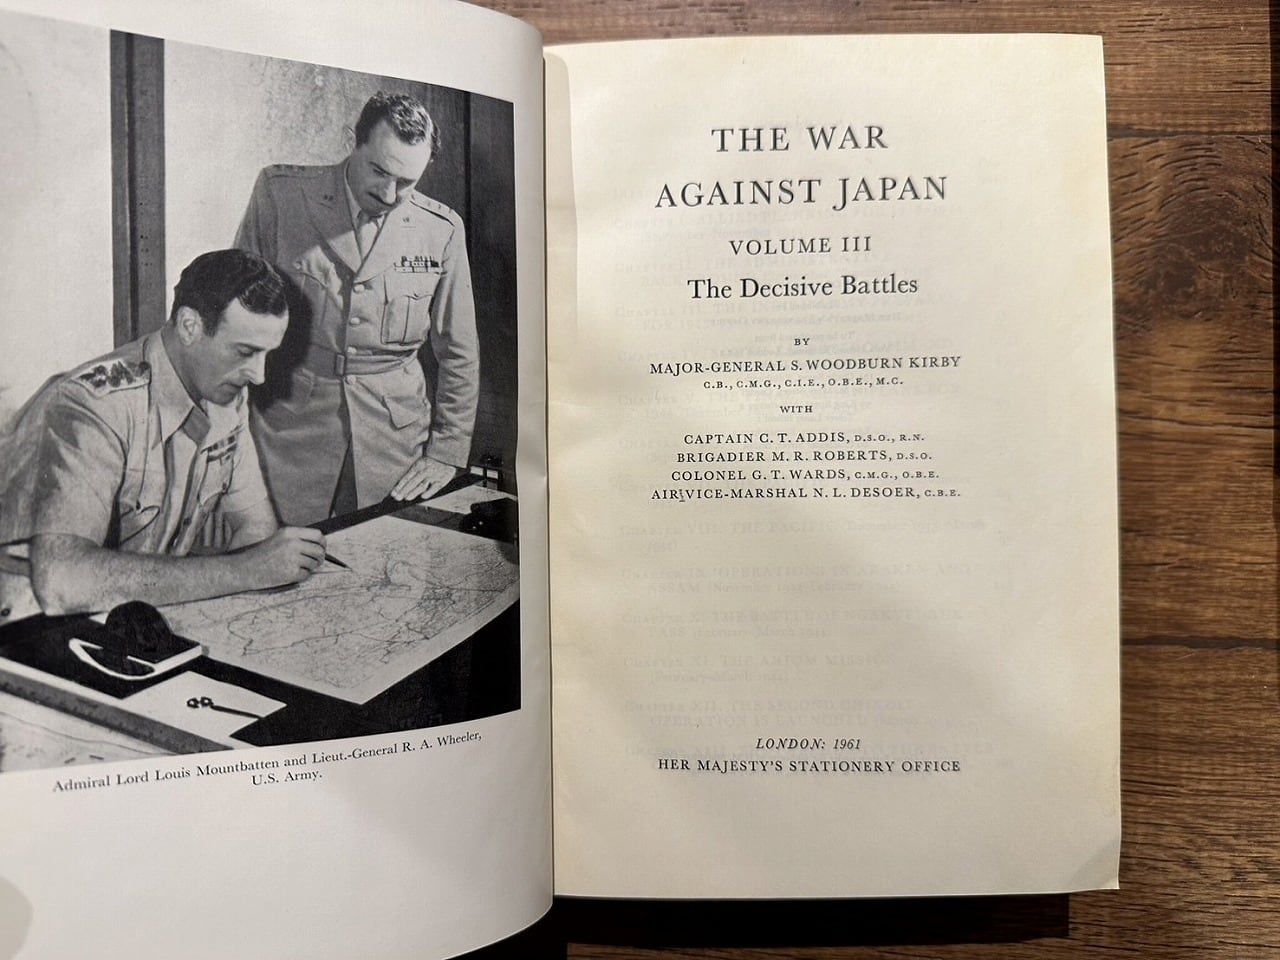 Admiral Lord Louis Mountbatten and Lieut.-General R. A. Wheeler,
U.S. Army.
THE WAR
AGAINST JAPAN
VOLUME III
The Decisive Battles
BY
MAJOR-GENERAL S. WOODBURN KIRBY
C.B., C.M.G., C.I.E., O.B.E., M.C.
WITH
CAPTAIN C. T. ADDIS, D.S.O., R.N.
BRIGADIER M. R. ROBERTS, D.S.O.
COLONEL G. T. WARDS, C.M.G., O.B.E.
AIR VICE-MARSHAL N. L. DESOER, C.B.E.
LONDON: 1961
HER MAJESTY'S STATIONERY OFFICE